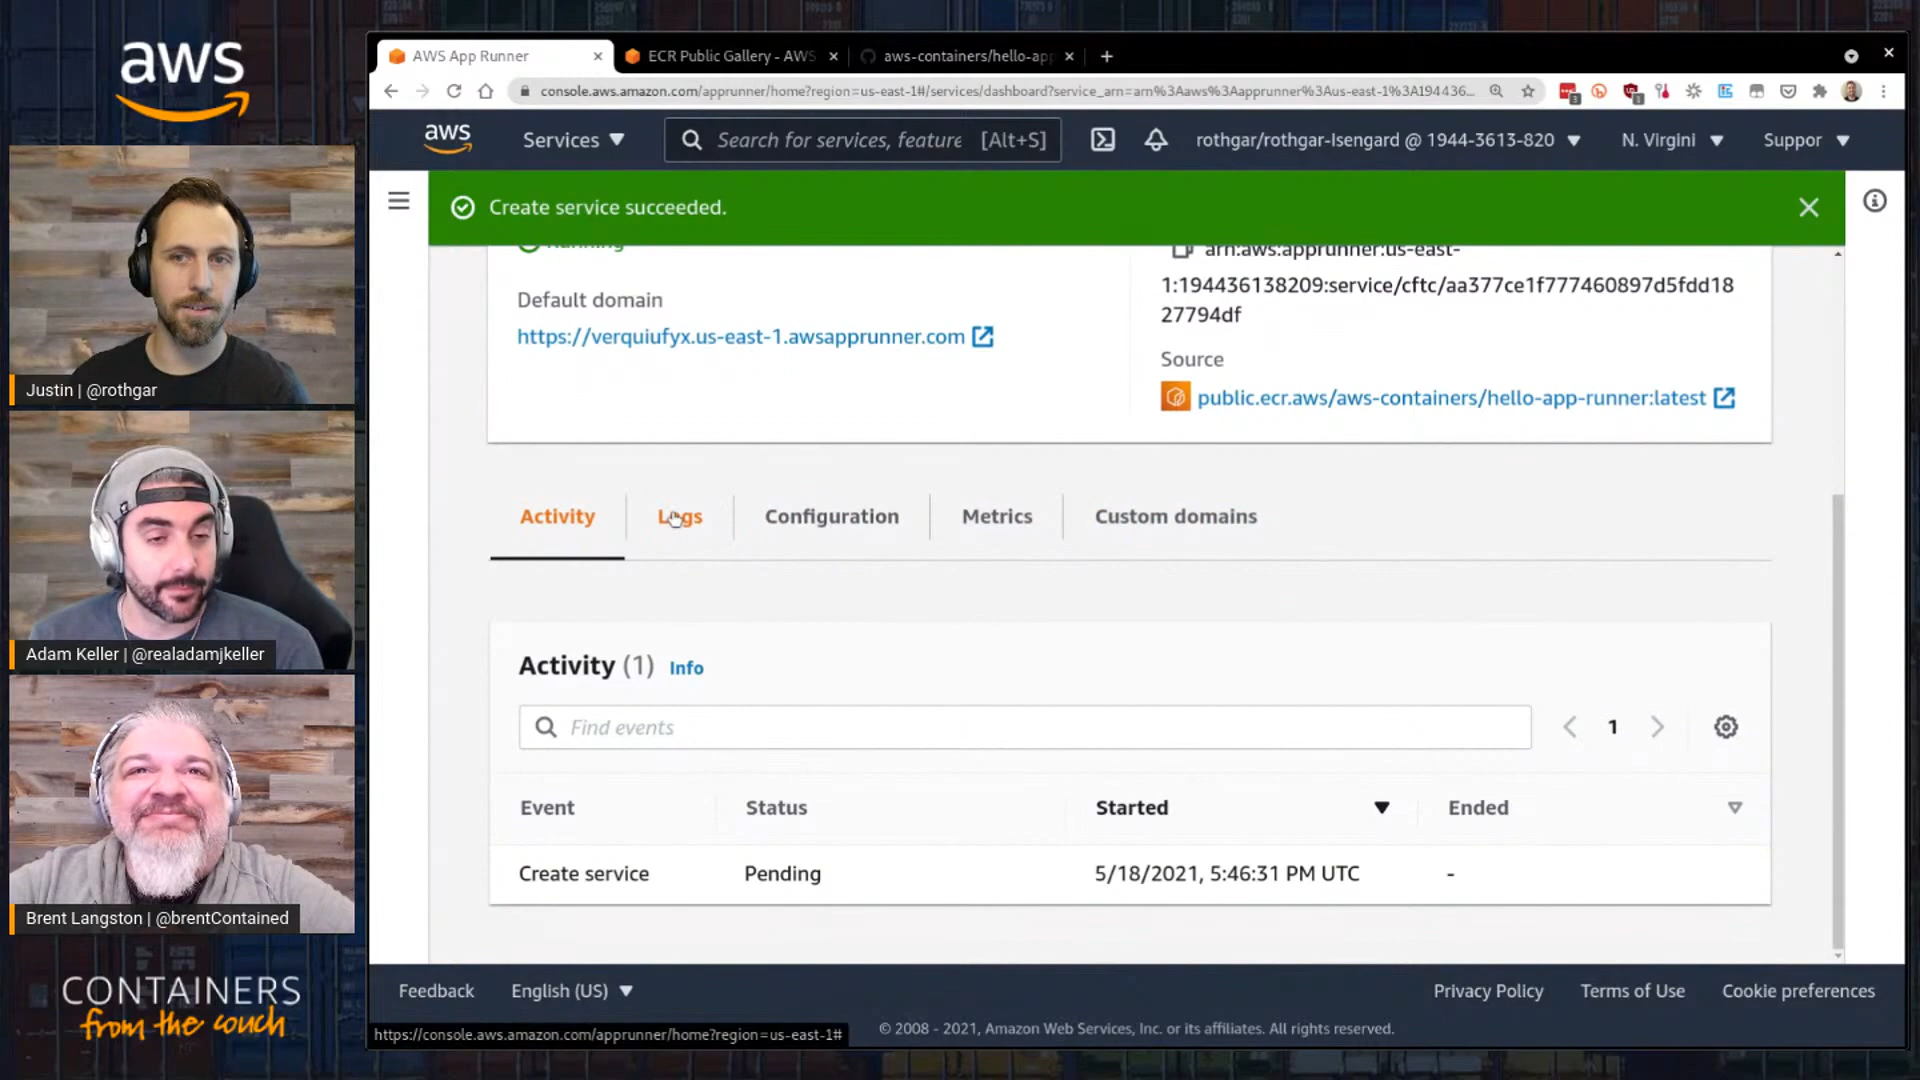 aws
Justin | @rothgar
Adam Keller | @realadamjkeller
Brent Langston | @brentContained
CONTAINERS
from the couch
AWS App Runner
ECR Public Gallery - AWS
aws-containers/hello-app
console.aws.amazon.com/apprunner/home?region=us-east-1#/services/dashboard?service_arn=arn%3Aaws%3Aapprunner%3Aus-east-1%3A194436...
aws
Services
Search for services, feature
[Alt+S]
rothgar/rothgar-Isengard @ 1944-3613-820
N. Virgini
Suppor
Create service succeeded.
Running
Default domain
https://verquiufyx.us-east-1.awsapprunner.com
arn:aws:apprunner:us-east-
1:194436138209:service/cftc/aa377ce1f777460897d5fdd18
27794df
Source
public.ecr.aws/aws-containers/hello-app-runner:latest
Activity
Logs
Configuration
Metrics
Custom domains
Activity (1) Info
Find events
1
Event
Status
Started
Ended
Create service
Pending
5/18/2021, 5:46:31 PM UTC
-
Feedback
English (US)
Privacy Policy
Terms of Use
Cookie preferences
https://console.aws.amazon.com/apprunner/home?region=us-east-1#
© 2008 - 2021, Amazon Web Services, Inc. or its affiliates. All rights reserved.